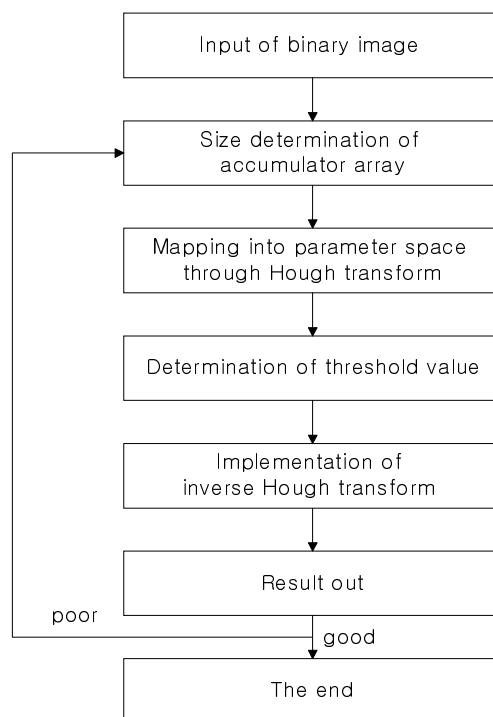 Input of binary image
Size determination of
accumulator array
Mapping into parameter space
through Hough transform
Determination of threshold value
Implementation of
inverse Hough transform
Result out
poor
good
The end